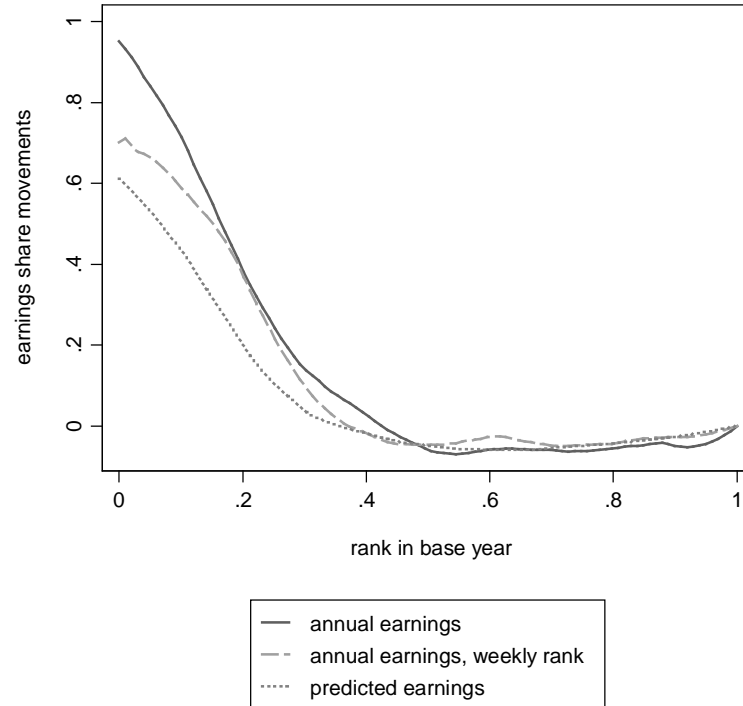 1
.8
.6
.4
.2
0
earnings share movements
0 .2 .4 .6 .8 1
rank in base year
annual earnings
annual earnings, weekly rank
predicted earnings